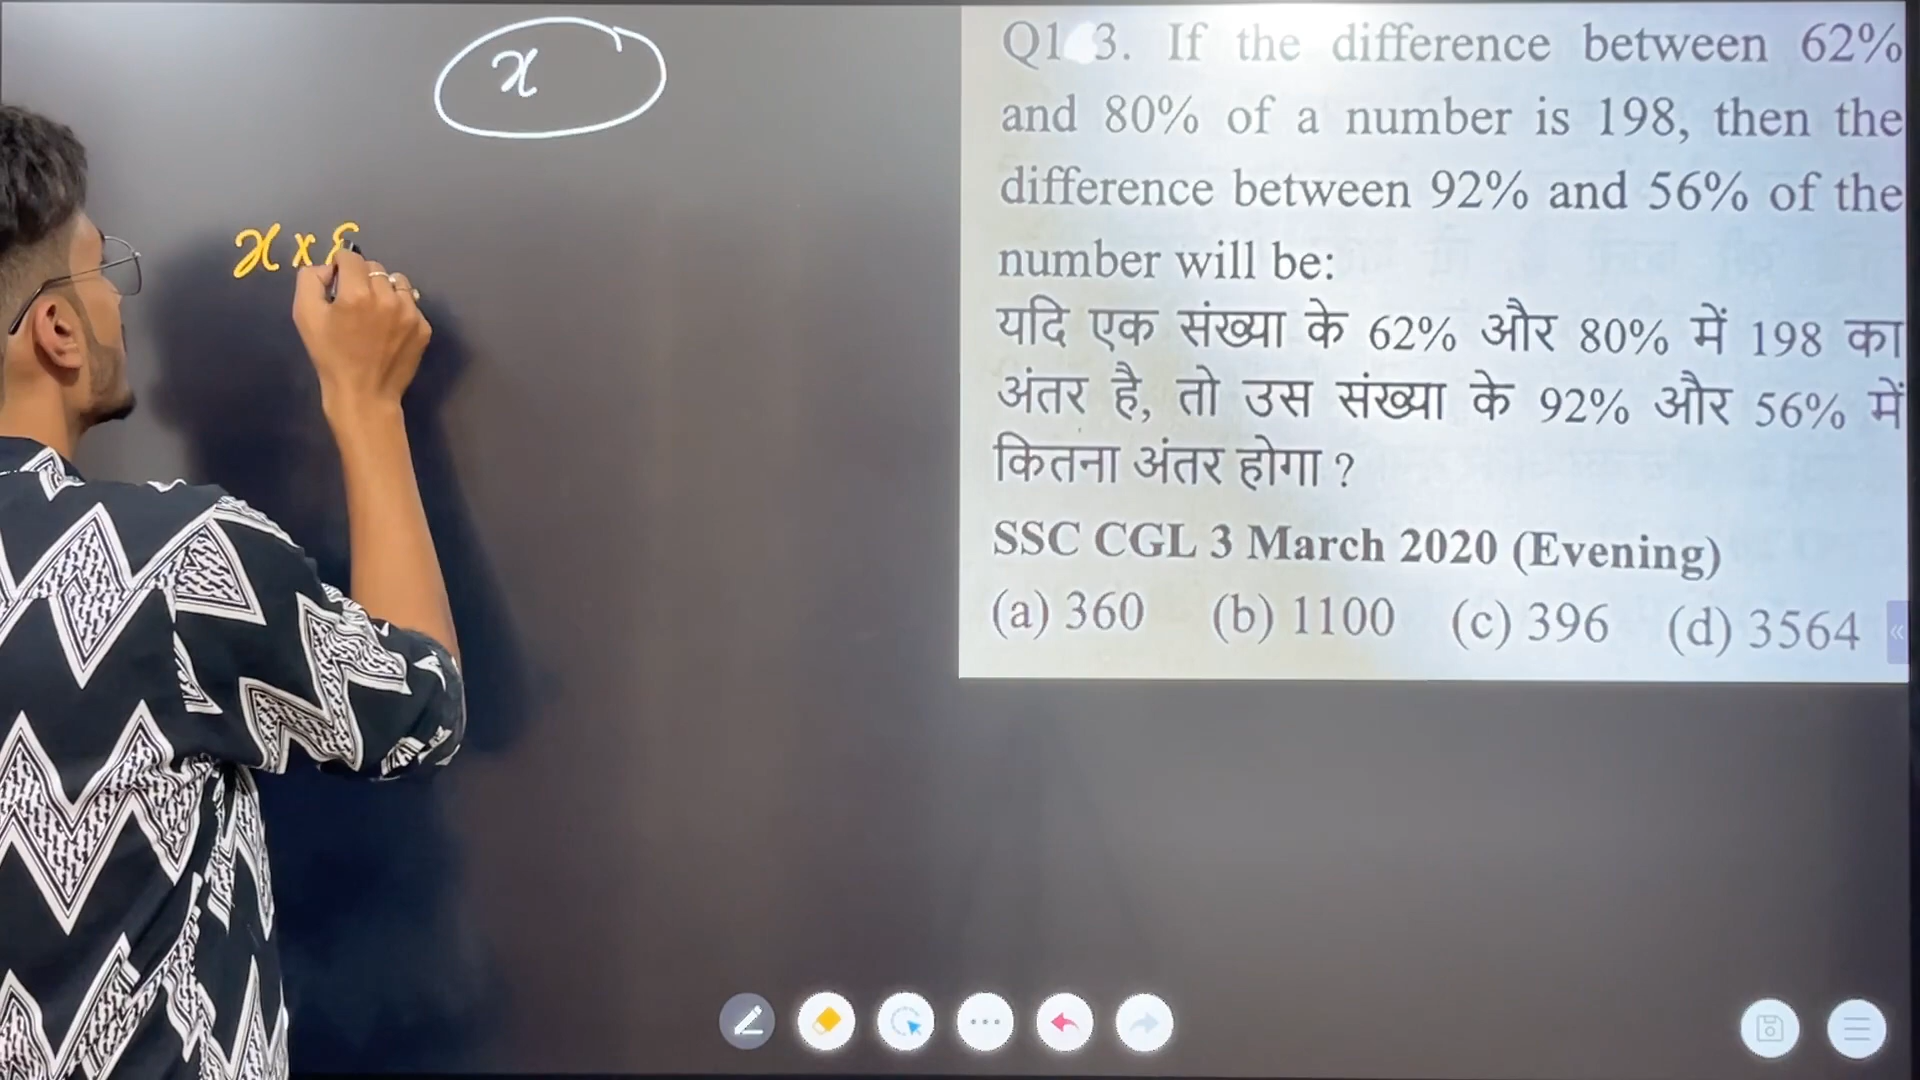 x
x x 8
Q1 3. If the difference between 62%
and 80% of a number is 198, then the
difference between 92% and 56% of the
number will be:
यदि एक संख्या के 62% और 80% में 198 का
अंतर है, तो उस संख्या के 92% और 56% में
कितना अंतर होगा ?
SSC CGL 3 March 2020 (Evening)
(a) 360 (b) 1100 (c) 396 (d) 3564